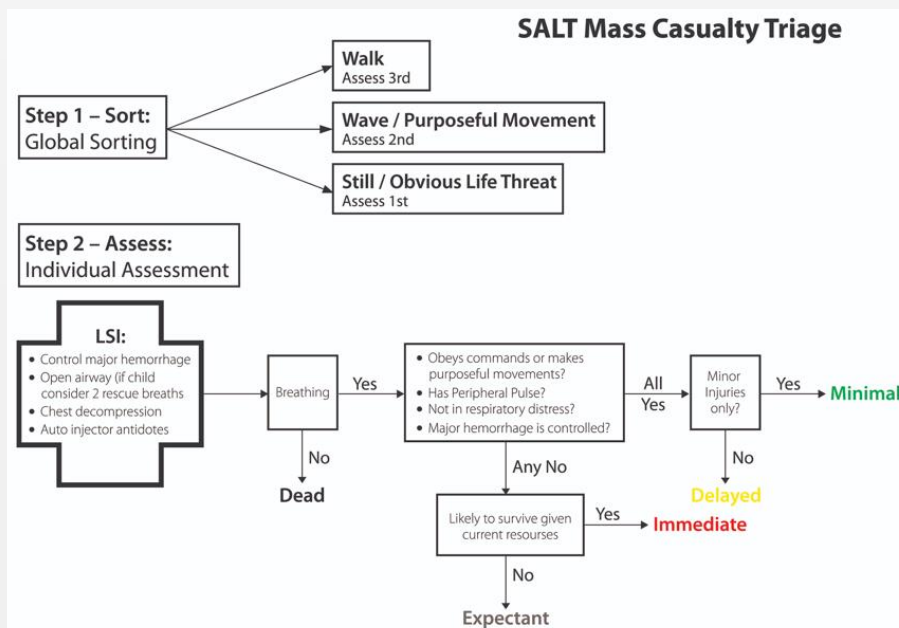 SALT Mass Casualty Triage
Walk
Assess 3rd
Step 1 – Sort:
Global Sorting
Wave / Purposeful Movement
Assess 2nd
Still / Obvious Life Threat
Assess 1st
Step 2 – Assess:
Individual Assessment
LSI:
• Control major hemorrhage
• Open airway (if child
consider 2 rescue breaths
• Chest decompression
• Auto injector antidotes
Breathing
Yes
No
Dead
• Obeys commands or makes
purposeful movements?
• Has Peripheral Pulse?
• Not in respiratory distress?
• Major hemorrhage is controlled?
All
Yes
Minor
Injuries
only?
Yes
Minimal
No
Delayed
Any No
Likely to survive given
current resourses
Yes
Immediate
No
Expectant